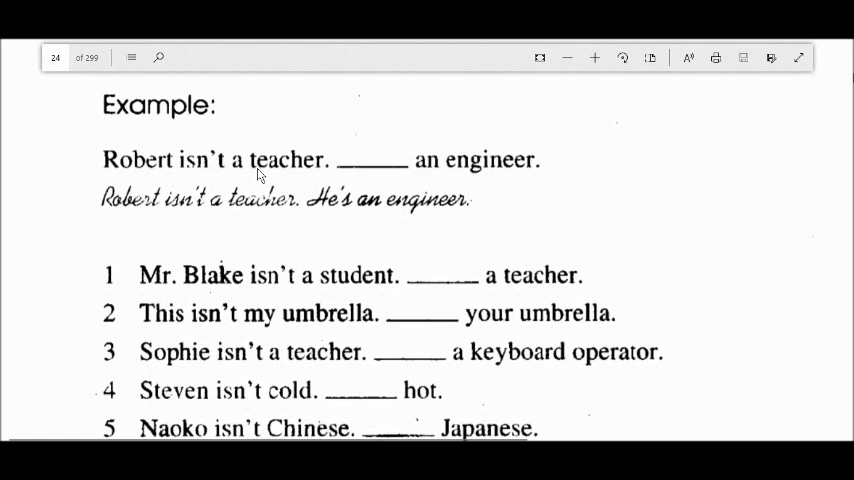 24 of 299
Example:
Robert isn't a teacher. ______ an engineer.
Robert isn't a teacher. He's an engineer.
1 Mr. Blake isn't a student. ______ a teacher.
2 This isn't my umbrella. ______ your umbrella.
3 Sophie isn't a teacher. ______ a keyboard operator.
4 Steven isn't cold. ______ hot.
5 Naoko isn't Chinese. ______ Japanese.